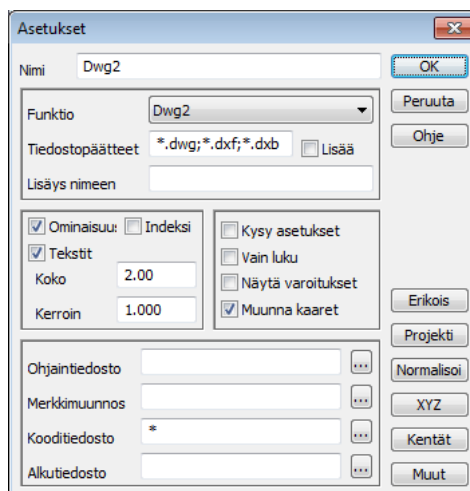 Asetukset
Nimi Dwg2 OK
Peruuta
Funktio Dwg2
Ohje
Tiedostopäätteet *.dwg;*.dxf;*.dxb Lisää
Lisäys nimeen
Ominaisuu: Indeksi Kysy asetukset
Tekstit Vain luku
Koko 2.00 Näytä varoitukset
Kerroin 1.000 Muunna kaaret
Erikois
Projekti
Ohjaintiedosto ... Normalisoi
Merkkimuunnos ... XYZ
Kooditiedosto * ... Kentät
Alkutiedosto ... Muut